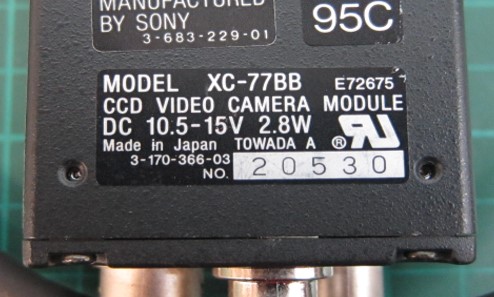 MANUFACTURED
BY SONY
3-683-229-01
95C
MODEL XC-77BB E72675
CCD VIDEO CAMERA MODULE
DC 10.5-15V 2.8W
Made in Japan TOWADA A ®
3-170-366-03
NO. 20530